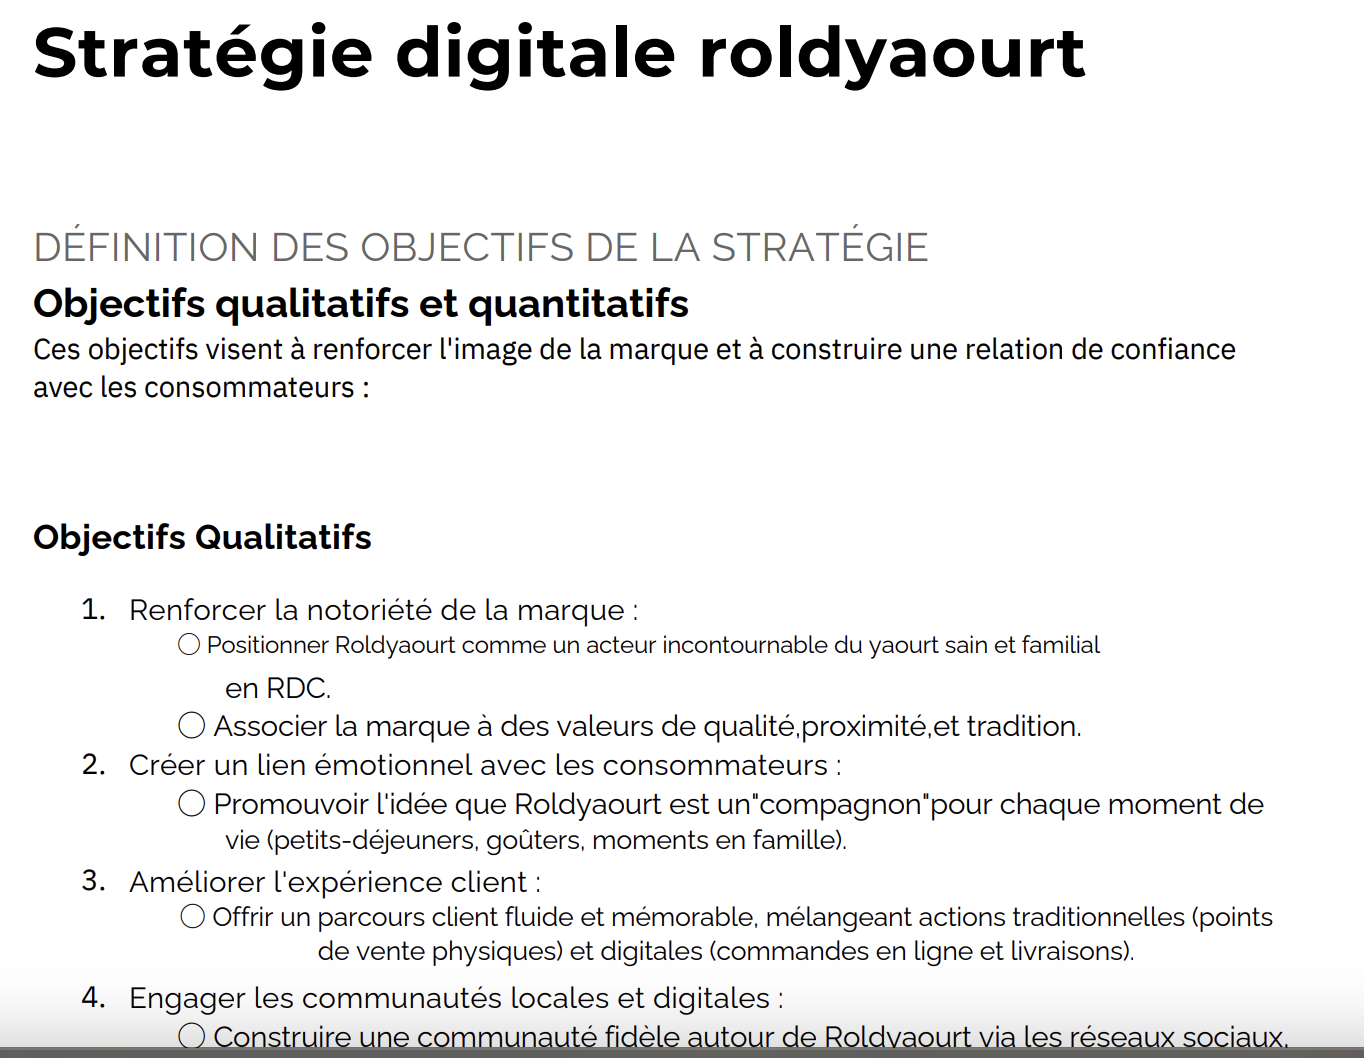 Stratégie digitale roldyaourt
DÉFINITION DES OBJECTIFS DE LA STRATÉGIE
Objectifs qualitatifs et quantitatifs
Ces objectifs visent à renforcer l'image de la marque et à construire une relation de confiance
avec les consommateurs :
Objectifs Qualitatifs
1. Renforcer la notoriété de la marque :
○ Positionner Roldyaourt comme un acteur incontournable du yaourt sain et familial
en RDC.
○ Associer la marque à des valeurs de qualité,proximité,et tradition.
2. Créer un lien émotionnel avec les consommateurs :
○ Promouvoir l'idée que Roldyaourt est un"compagnon"pour chaque moment de
vie (petits-déjeuners, goûters, moments en famille).
3. Améliorer l'expérience client :
○ Offrir un parcours client fluide et mémorable, mélangeant actions traditionnelles (points
de vente physiques) et digitales (commandes en ligne et livraisons).
4. Engager les communautés locales et digitales :
○ Construire une communauté fidèle autour de Roldyaourt via les réseaux sociaux.